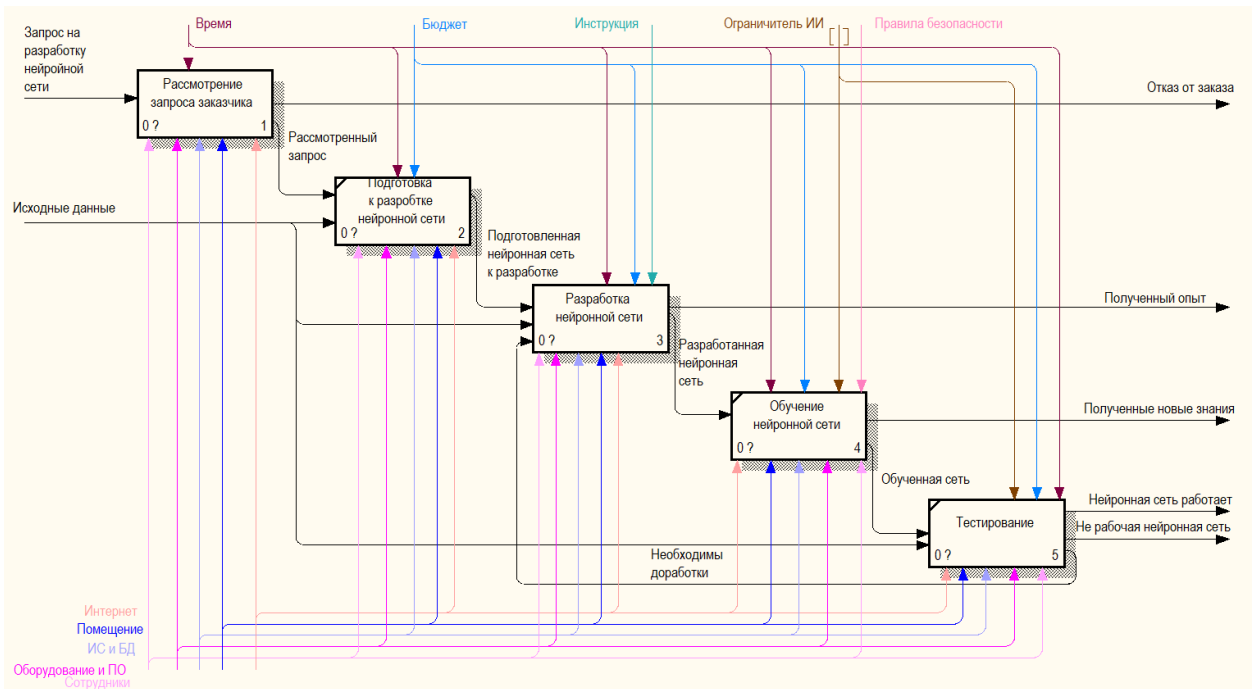 Время
Бюджет
Инструкция
Ограничитель ИИ
Правила безопасности
Запрос на
разработку
нейройной
сети
Рассмотрение
запроса заказчика
0 ?
1
Отказ от заказа
Рассмотренный
запрос
Подготовка
к разробтке
нейронной сети
0 ?
2
Исходные данные
Подготовленная
нейронная сеть
к разработке
Разработка
нейронной сети
0 ?
3
Полученный опыт
Разработанная
нейронная
сеть
Обучение
нейронной сети
0 ?
4
Полученные новые знания
Обученная сеть
Тестирование
0 ?
5
Нейронная сеть работает
Не рабочая нейронная сеть
Необходимы
доработки
Интернет
Помещение
ИС и БД
Оборудование и ПО
Сотрудники